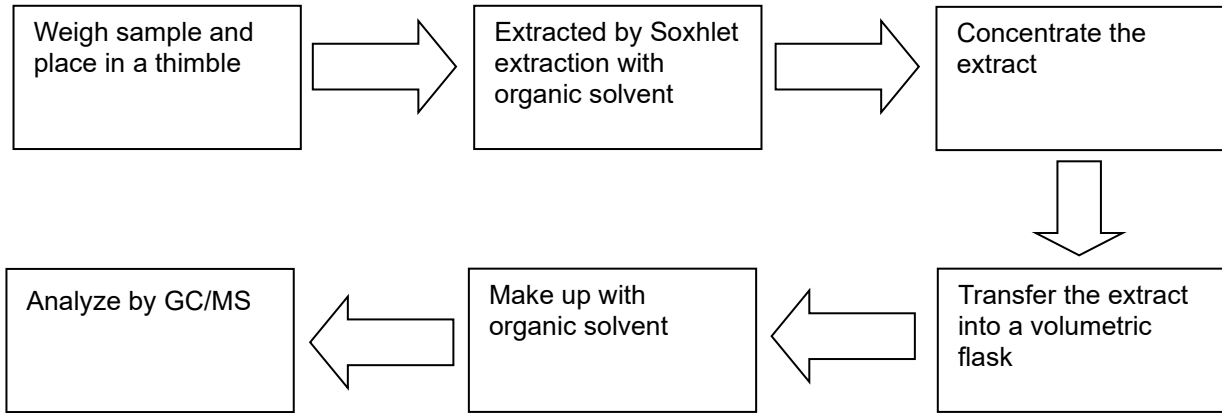 Weigh sample and
place in a thimble
Extracted by Soxhlet
extraction with
organic solvent
Concentrate the
extract
Transfer the extract
into a volumetric
flask
Make up with
organic solvent
Analyze by GC/MS